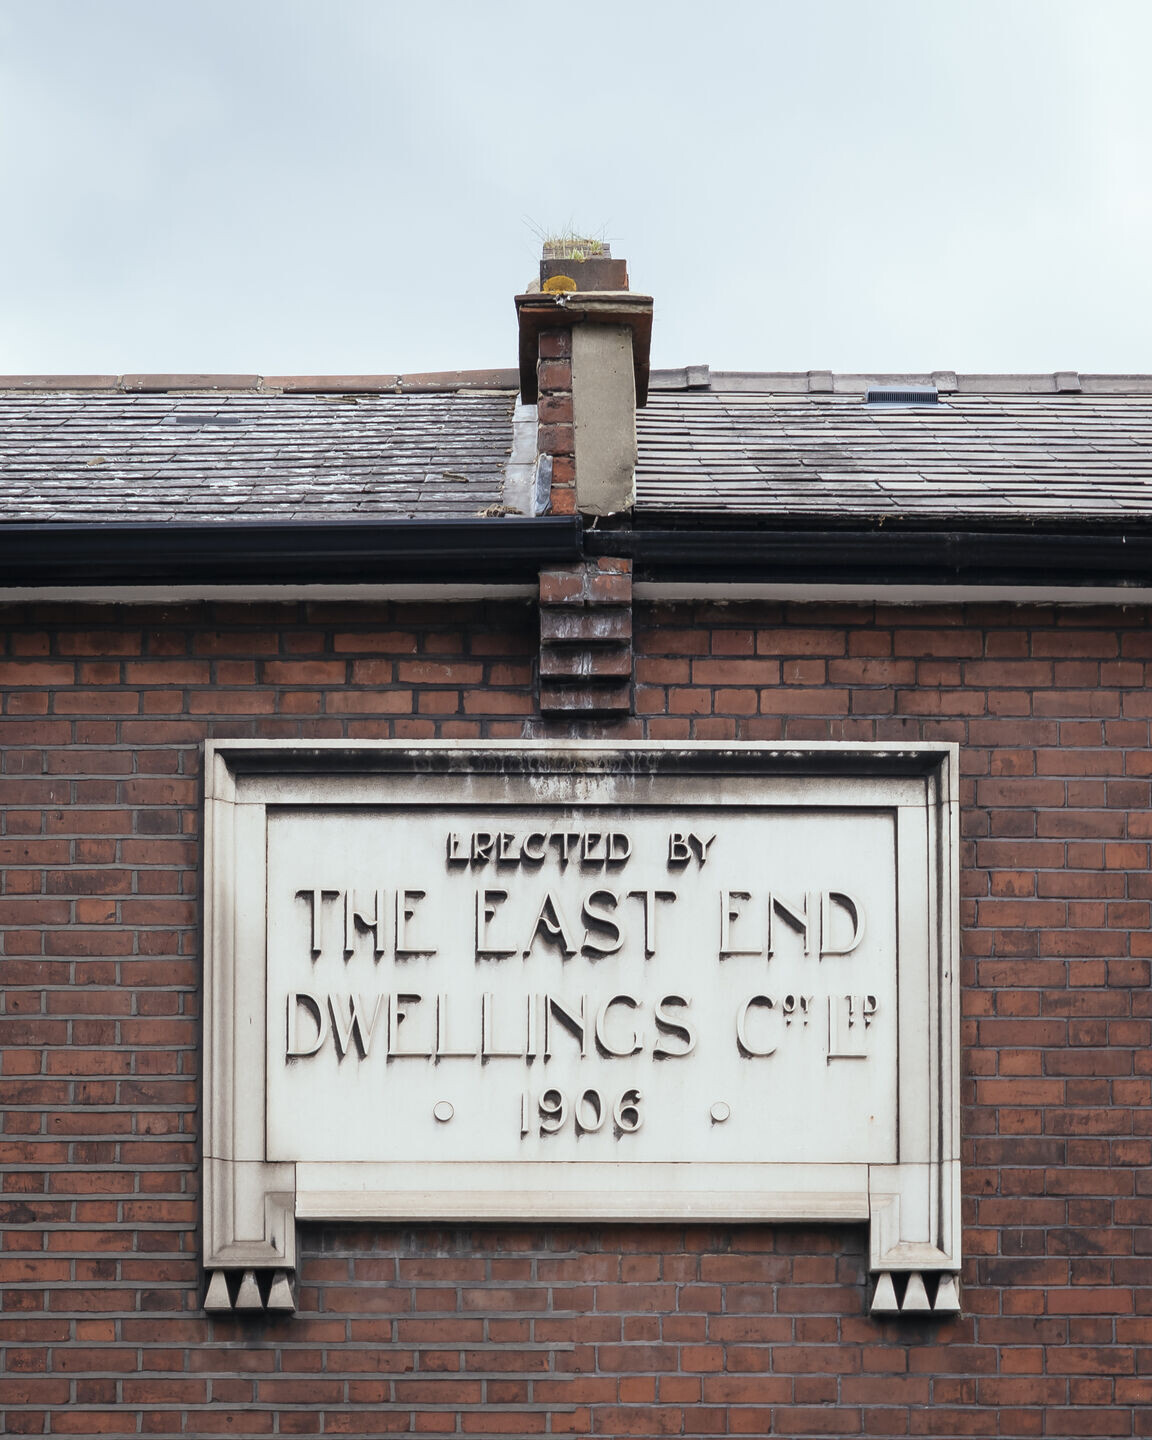 ERECTED BY
THE EAST END
DWELLINGS COY LTD
1906